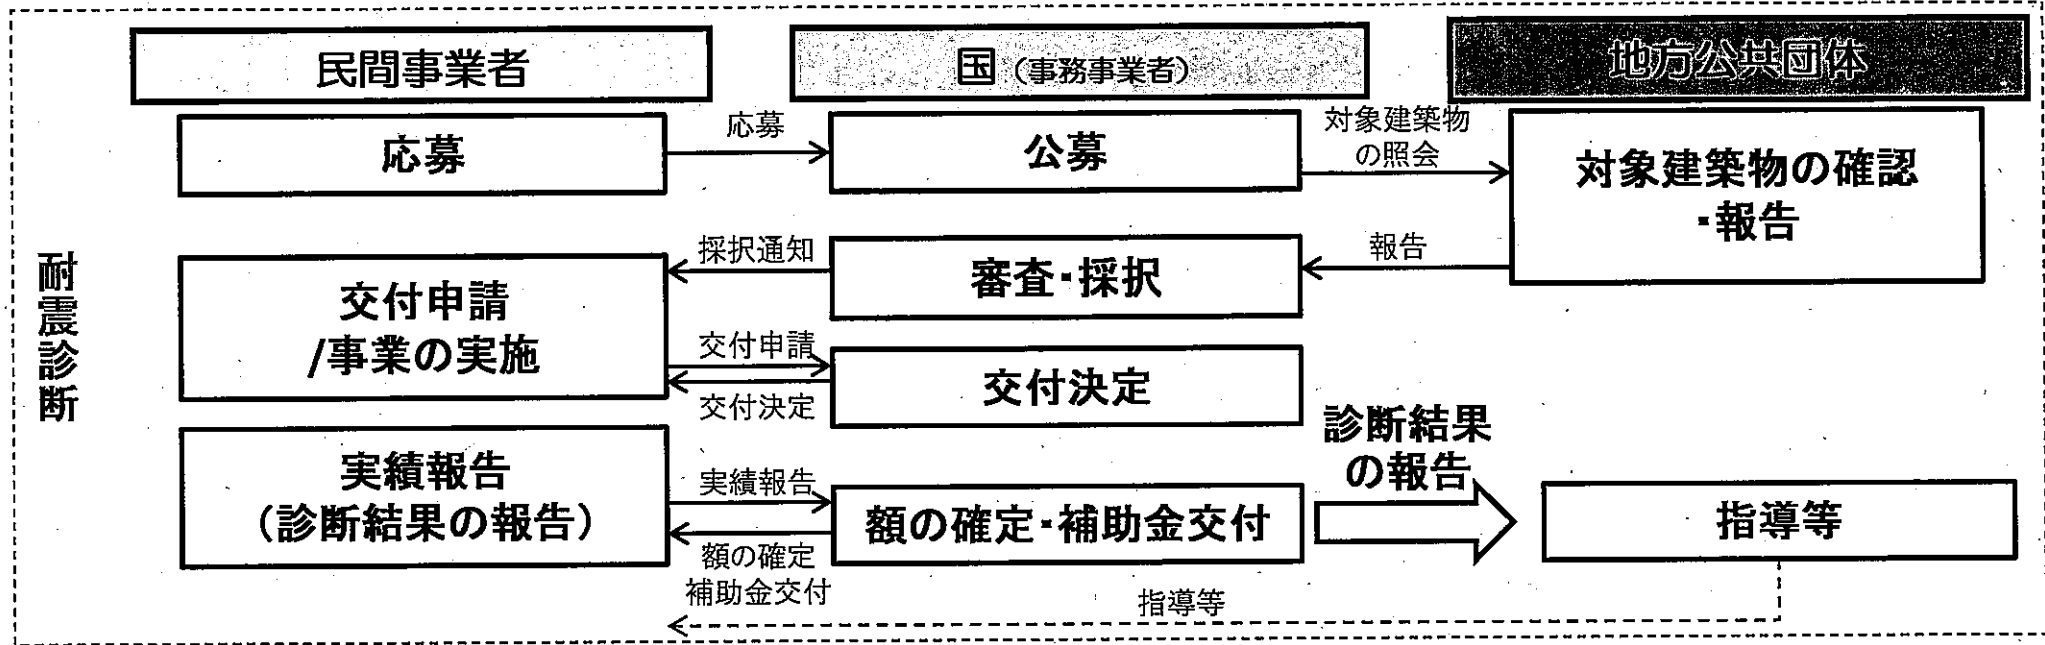 民間事業者
国（事務事業者）
地方公共団体
耐震診断
応募
応募
公募
対象建築物
の照会
対象建築物の確認
・報告
採択通知
審査・採択
報告
交付申請
/事業の実施
交付申請
交付決定
交付決定
実績報告
（診断結果の報告）
実績報告
額の確定
補助金交付
額の確定・補助金交付
診断結果
の報告
指導等
指導等